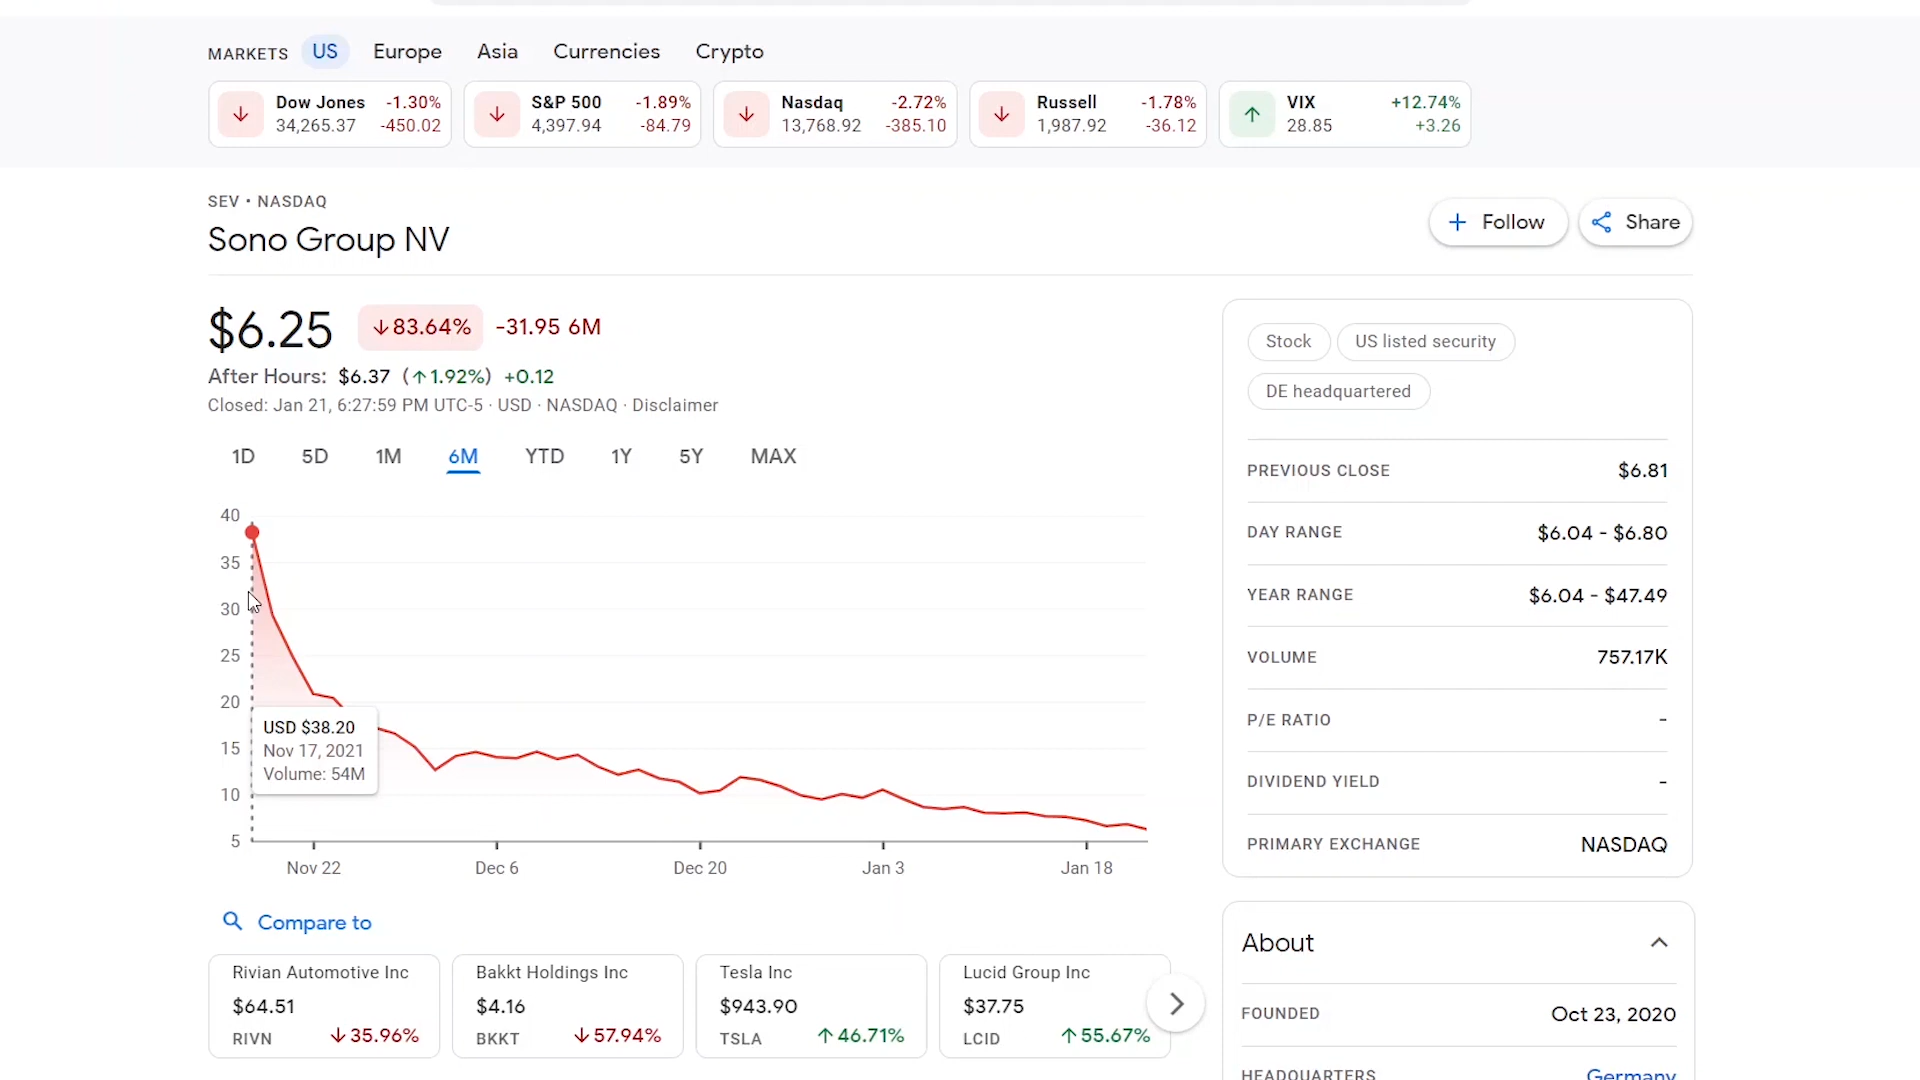 MARKETS US Europe Asia Currencies Crypto
Dow Jones -1.30%
34,265.37 -450.02
S&P 500 -1.89%
4,397.94 -84.79
Nasdaq -2.72%
13,768.92 -385.10
Russell -1.78%
1,987.92 -36.12
VIX +12.74%
28.85 +3.26
SEV • NASDAQ
Sono Group NV
Follow Share
$6.25 ↓83.64% -31.95 6M
After Hours: $6.37 (↑1.92%) +0.12
Closed: Jan 21, 6:27:59 PM UTC-5 · USD · NASDAQ · Disclaimer
1D 5D 1M 6M YTD 1Y 5Y MAX
40
35
30
25
20
15
10
5
USD $38.20
Nov 17, 2021
Volume: 54M
Nov 22 Dec 6 Dec 20 Jan 3 Jan 18
Compare to
Rivian Automotive Inc
$64.51
RIVN ↓35.96%
Bakkt Holdings Inc
$4.16
BKKT ↓57.94%
Tesla Inc
$943.90
TSLA ↑46.71%
Lucid Group Inc
$37.75
LCID ↑55.67%
Stock US listed security
DE headquartered
PREVIOUS CLOSE $6.81
DAY RANGE $6.04 - $6.80
YEAR RANGE $6.04 - $47.49
VOLUME 757.17K
P/E RATIO -
DIVIDEND YIELD -
PRIMARY EXCHANGE NASDAQ
About
FOUNDED Oct 23, 2020
HEADQUARTERS Germany